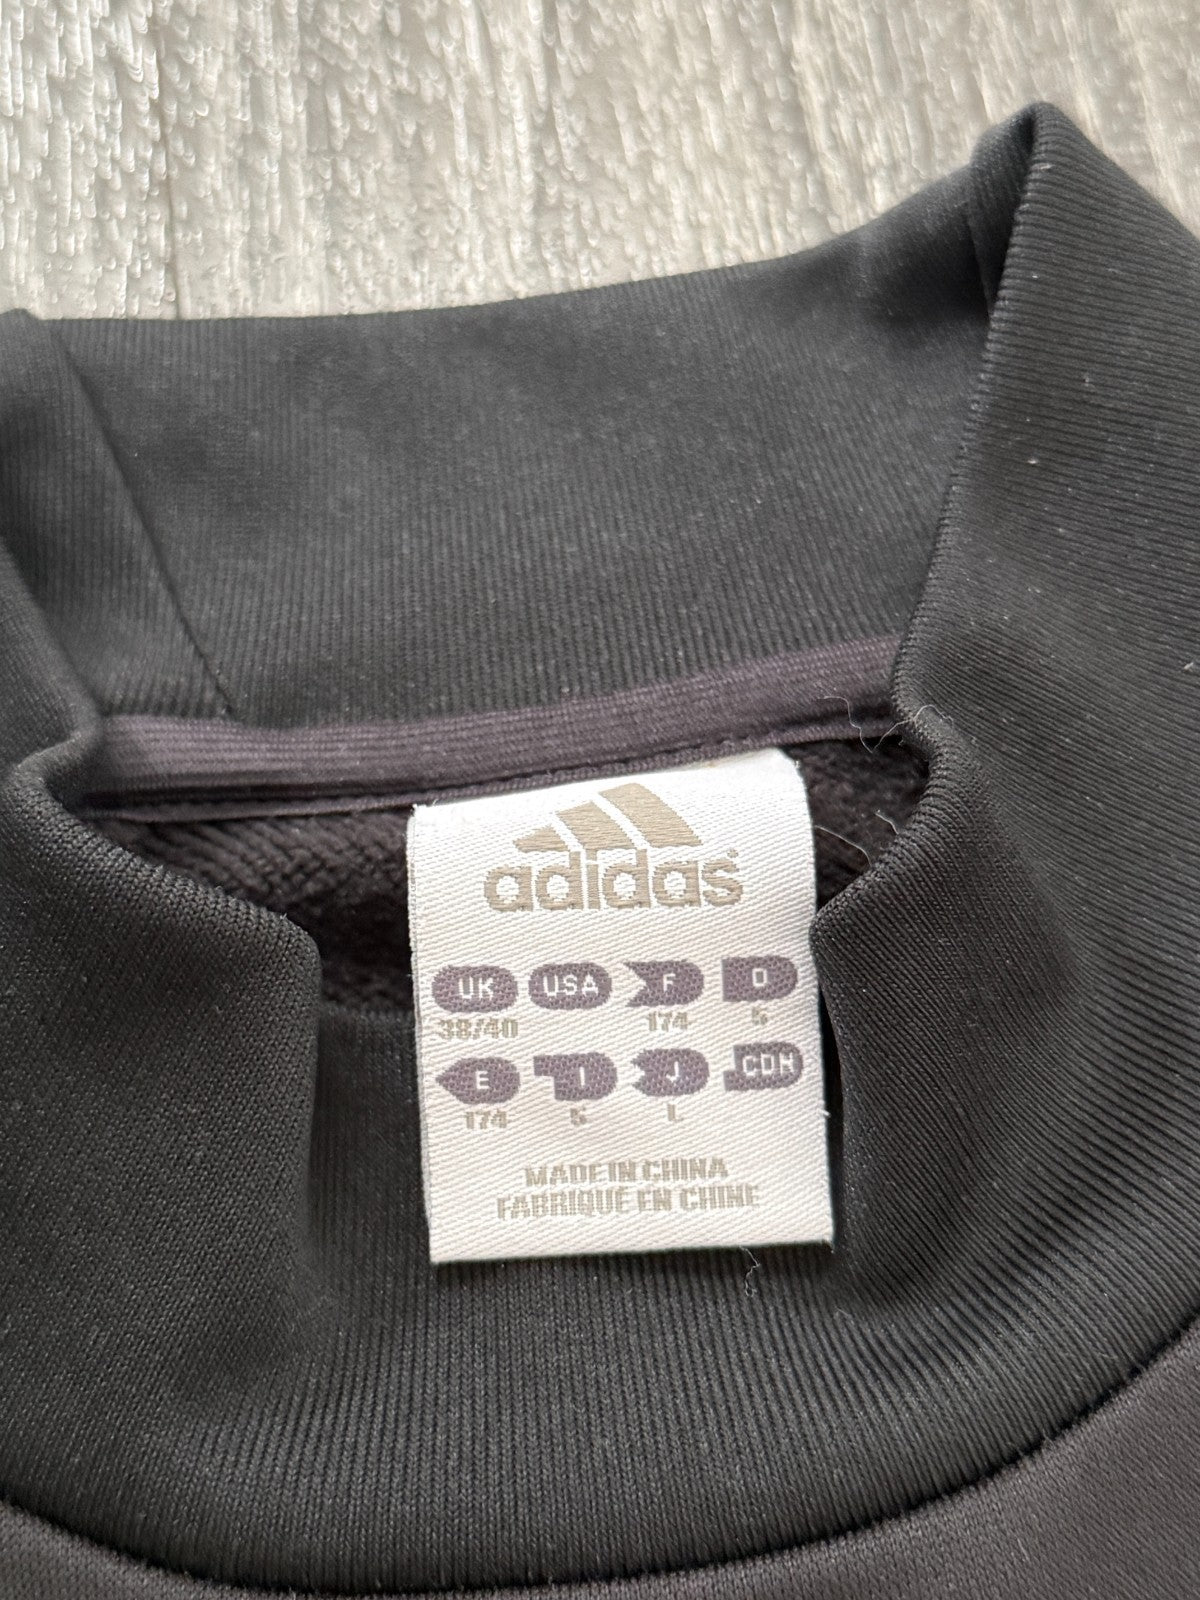 adidas®
UK USA F D
38/40 174 5
E I J CDN
174 5 L
MADE IN CHINA
FABRIQUÉ EN CHINE